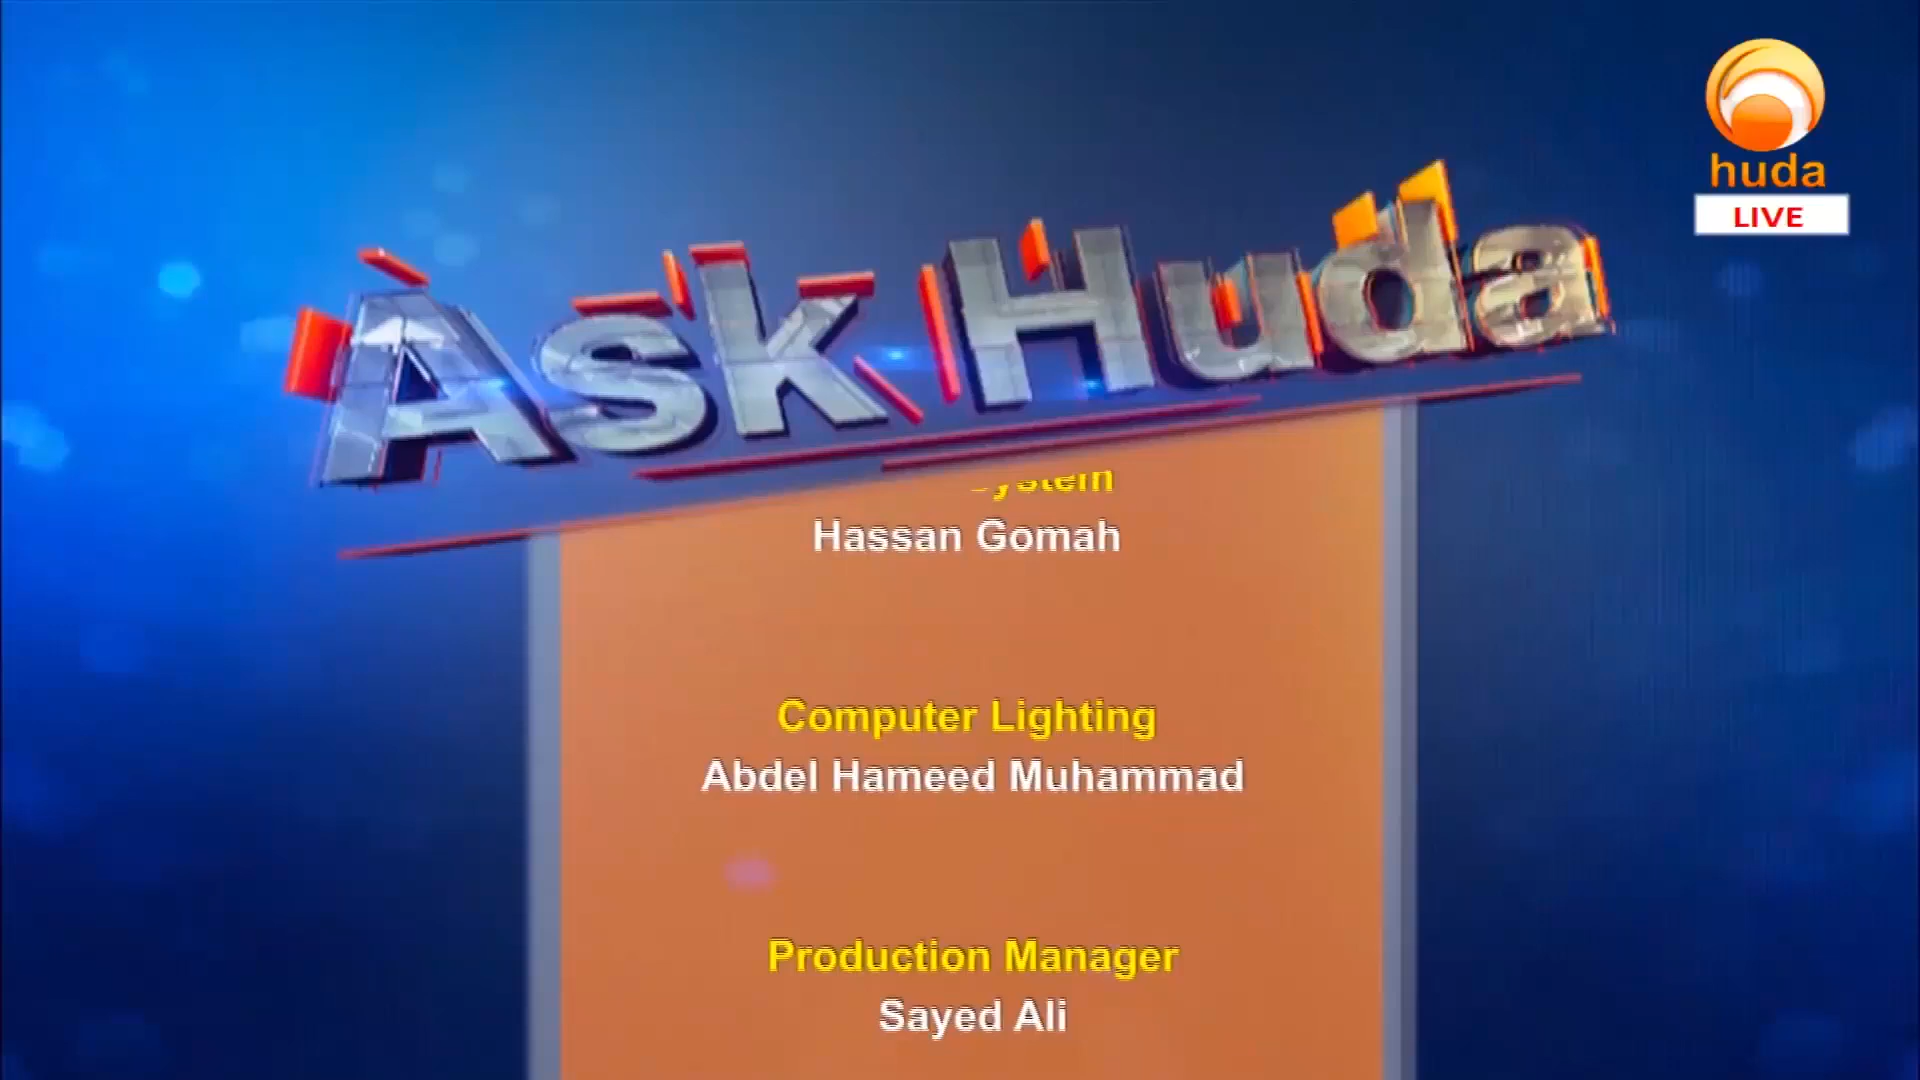 huda
LIVE
Ask Huda
Hassan Gomah
Computer Lighting
Abdel Hameed Muhammad
Production Manager
Sayed Ali